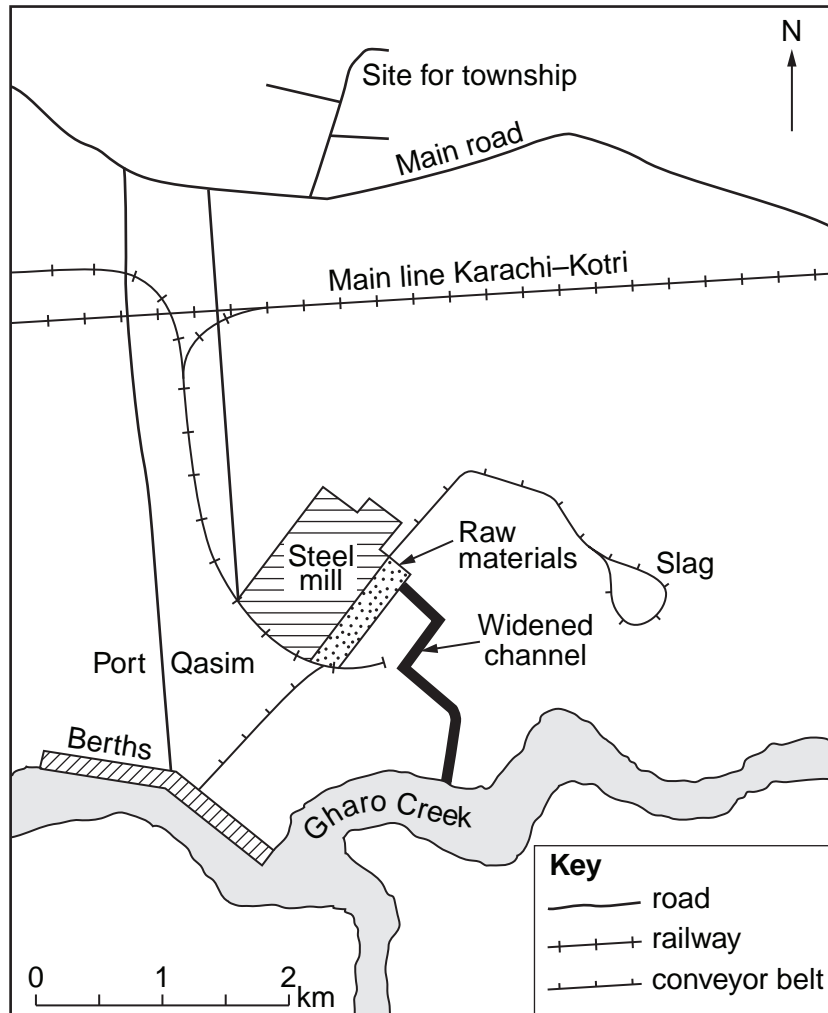 N
Site for township
Main road
Main line Karachi–Kotri
Steel
mill
Raw
materials
Slag
Widened
channel
Port Qasim
Berths
Gharo Creek
Key
road
railway
conveyor belt
0 1 2
km